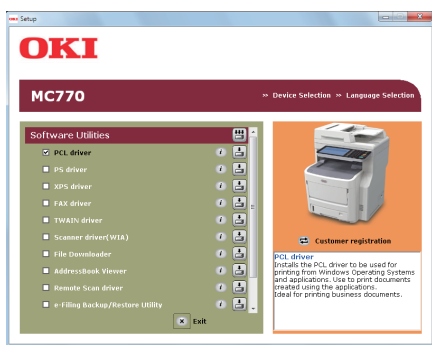 Setup
OKI
MC770
» Device Selection » Language Selection
Software Utilities
PCL driver
PS driver
XPS driver
FAX driver
TWAIN driver
Scanner driver(WIA)
File Downloader
AddressBook Viewer
Remote Scan driver
e-Filing Backup/Restore Utility
Exit
Customer registration
PCL driver
Installs the PCL driver to be used for
printing from Windows Operating Systems
and applications. Use to print documents
created using the applications.
Ideal for printing business documents.